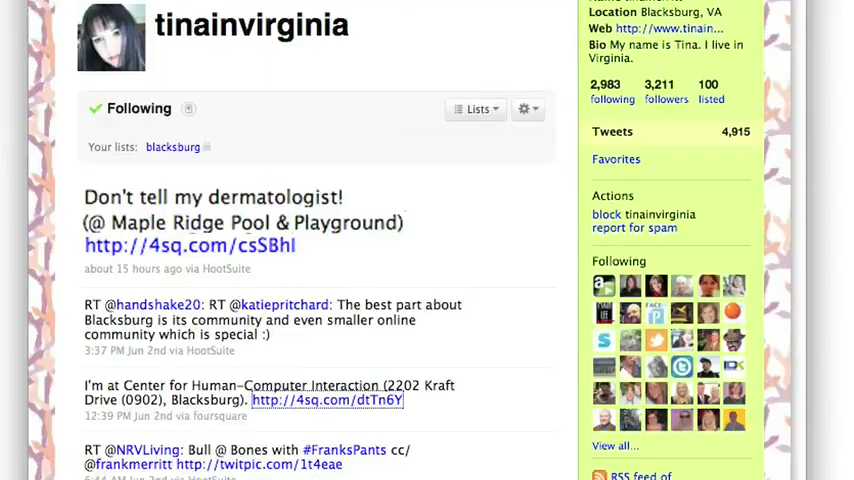 tinainvirginia
Following
Lists
Your lists: blacksburg
Don't tell my dermatologist!
(@ Maple Ridge Pool & Playground)
http://4sq.com/csSBhI
about 15 hours ago via HootSuite
RT @handshake20: RT @katiepritchard: The best part about
Blacksburg is its community and even smaller online
community which is special :)
3:37 PM Jun 2nd via HootSuite
I'm at Center for Human-Computer Interaction (2202 Kraft
Drive (0902), Blacksburg). http://4sq.com/dtTn6Y
12:39 PM Jun 2nd via foursquare
RT @NRVLiving: Bull @ Bones with #FranksPants cc/
@frankmerritt http://twitpic.com/1t4eae
Location Blacksburg, VA
Web http://www.tinain...
Bio My name is Tina. I live in
Virginia.
2,983 3,211 100
following followers listed
Tweets 4,915
Favorites
Actions
block tinainvirginia
report for spam
Following
View all...
RSS feed of